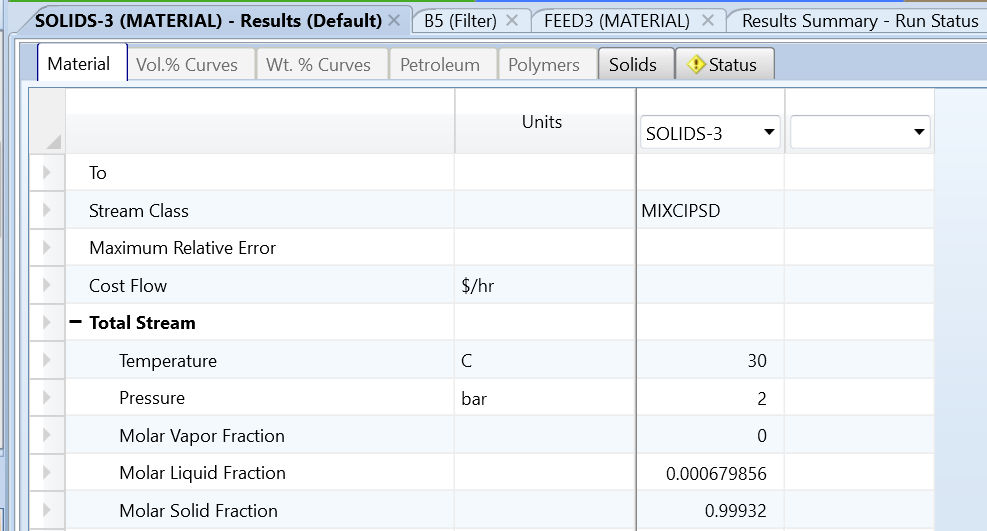 SOLIDS-3 (MATERIAL) - Results (Default) × B5 (Filter) × FEED3 (MATERIAL) × Results Summary - Run Status
Material Vol.% Curves Wt. % Curves Petroleum Polymers Solids Status
Units SOLIDS-3
To
Stream Class MIXCIPSD
Maximum Relative Error
Cost Flow $/hr
− Total Stream
Temperature C 30
Pressure bar 2
Molar Vapor Fraction 0
Molar Liquid Fraction 0.000679856
Molar Solid Fraction 0.99932